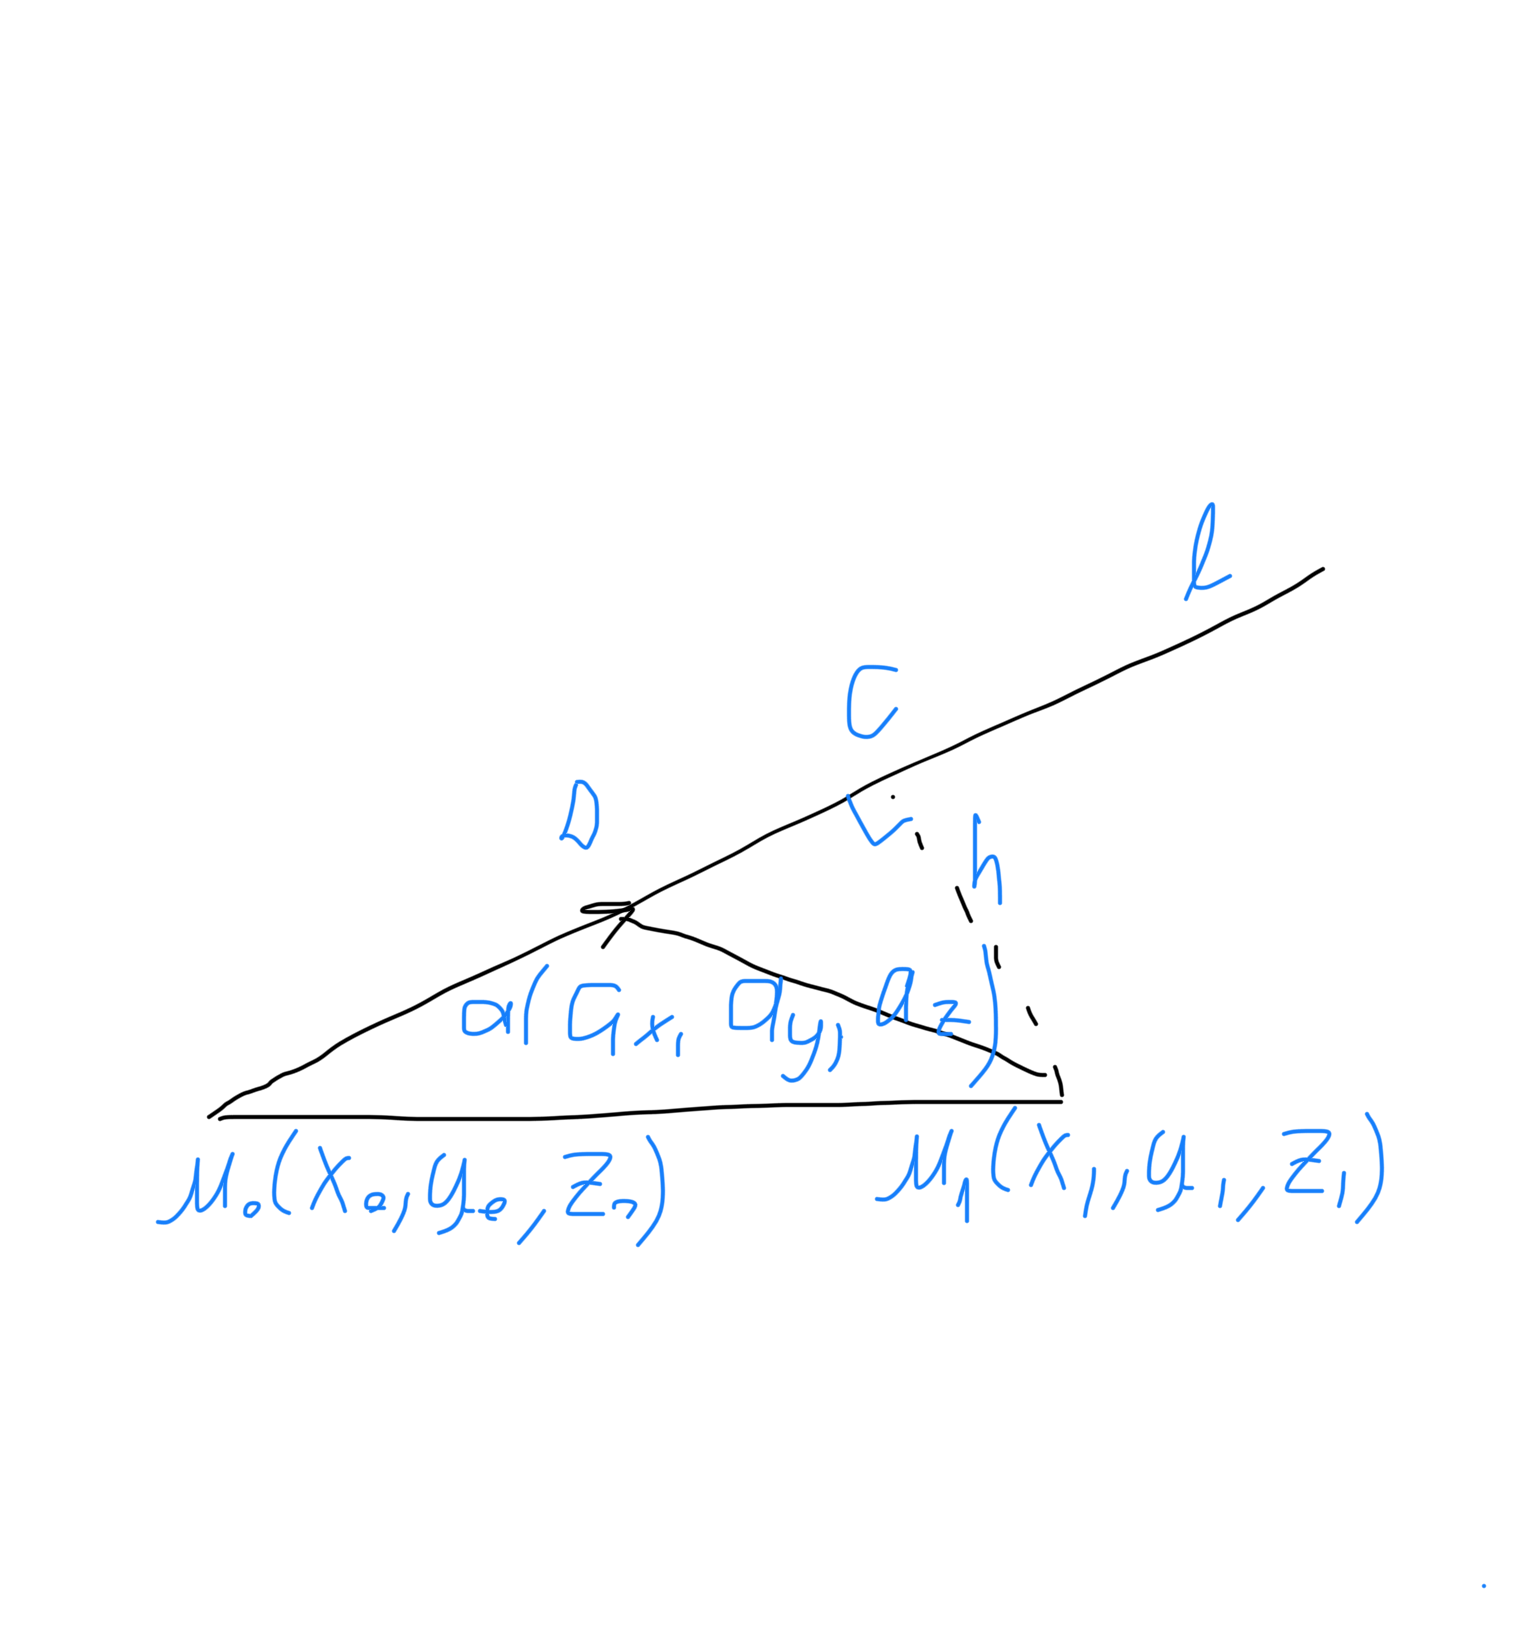 l
C
D
h
a(ax, ay, az)
M₀(x₀, y₀, z₀)
M₁(x₁, y₁, z₁)